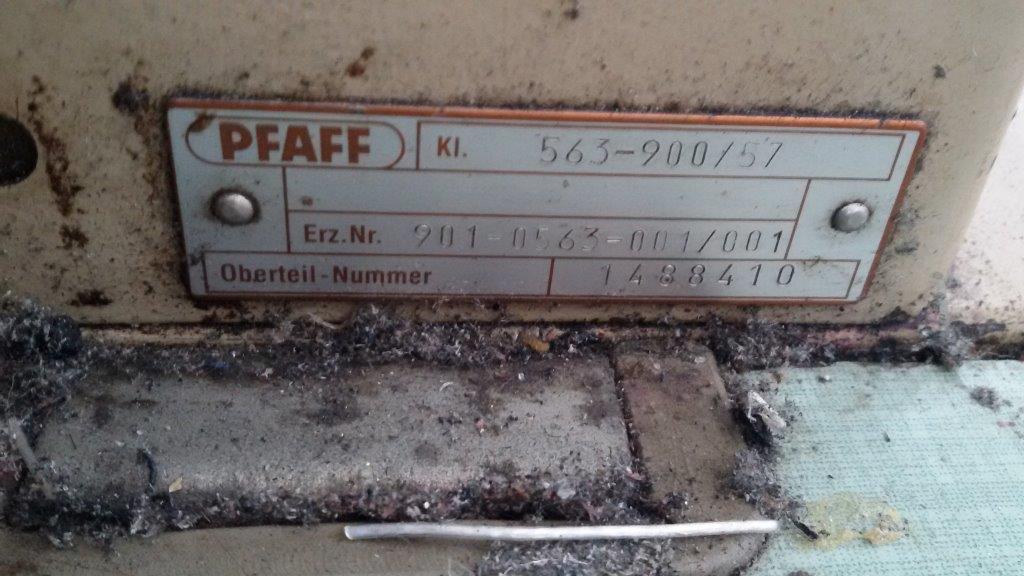 PFAFF Kl. 563-900/57
Erz.Nr. 901-0563-001/001
Oberteil-Nummer 1488410